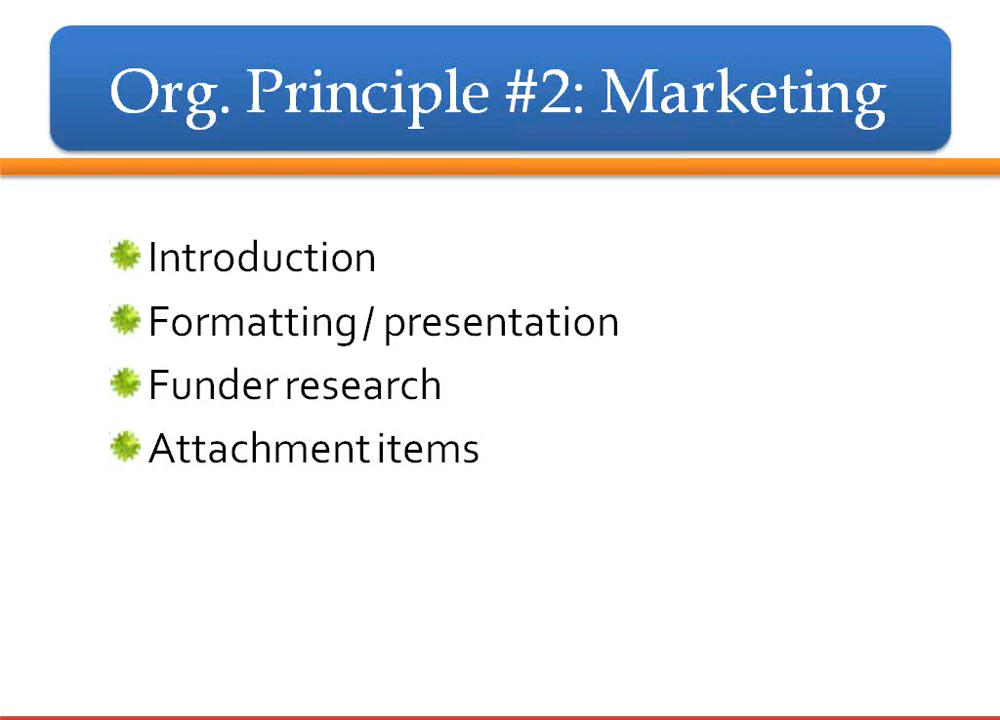 Org. Principle #2: Marketing
Introduction
Formatting / presentation
Funder research
Attachment items